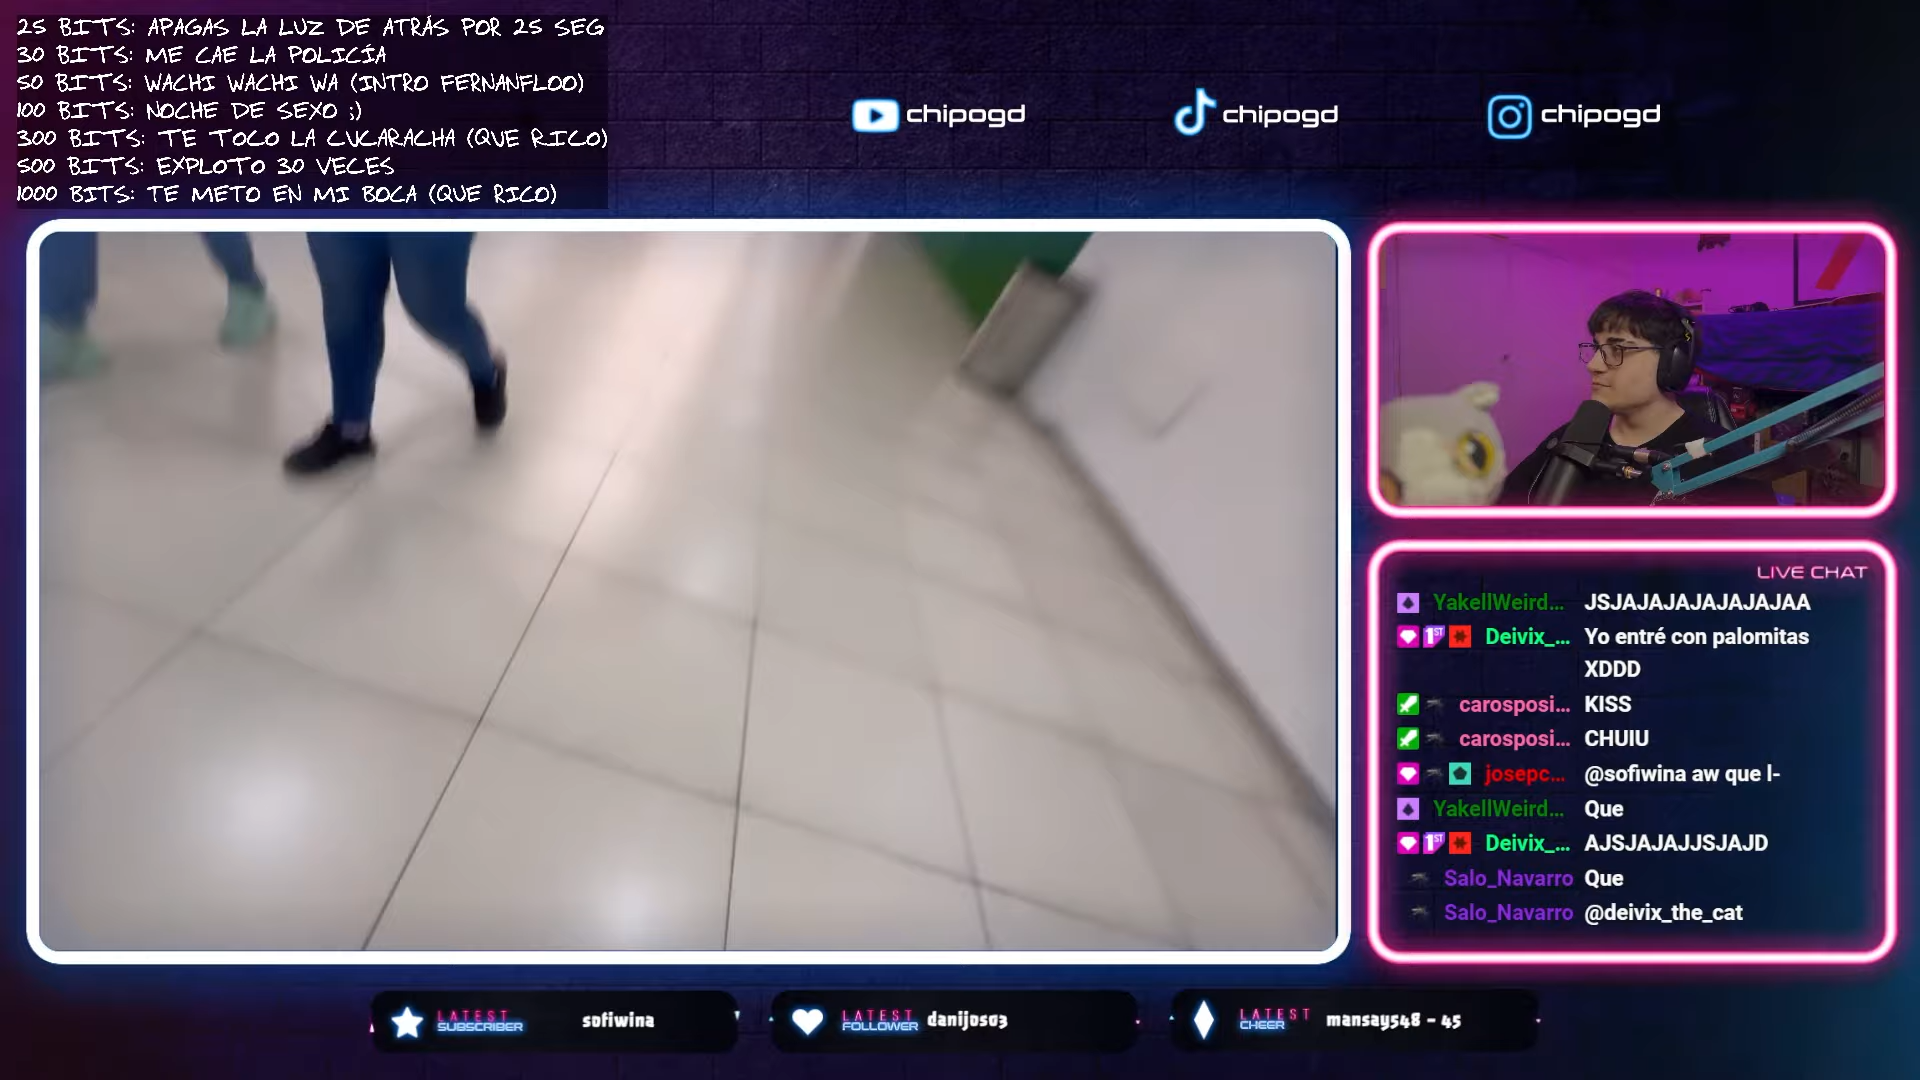 25 BITS: APAGAS LA LUZ DE ATRÁS POR 25 SEG
30 BITS: ME CAE LA POLICÍA
50 BITS: WACHI WACHI WA (INTRO FERNANFLOO)
100 BITS: NOCHE DE SEXO ;)
300 BITS: TE TOCO LA CUCARACHA (QUE RICO)
500 BITS: EXPLOTO 30 VECES
1000 BITS: TE METO EN MI BOCA (QUE RICO)
chipogd
chipogd
chipogd
LIVE CHAT
YakellWeird... JSJAJAJAJAJAJAJAA
1ST Deivix_... Yo entré con palomitas
XDDD
carosposi... KISS
carosposi... CHUIU
josepc... @sofiwina aw que l-
YakellWeird... Que
1ST Deivix_... AJSJAJAJJSJAJD
Salo_Navarro Que
Salo_Navarro @deivix_the_cat
LATEST SUBSCRIBER sofiwina
LATEST FOLLOWER danijos03
LATEST CHEER mansay548 - 45